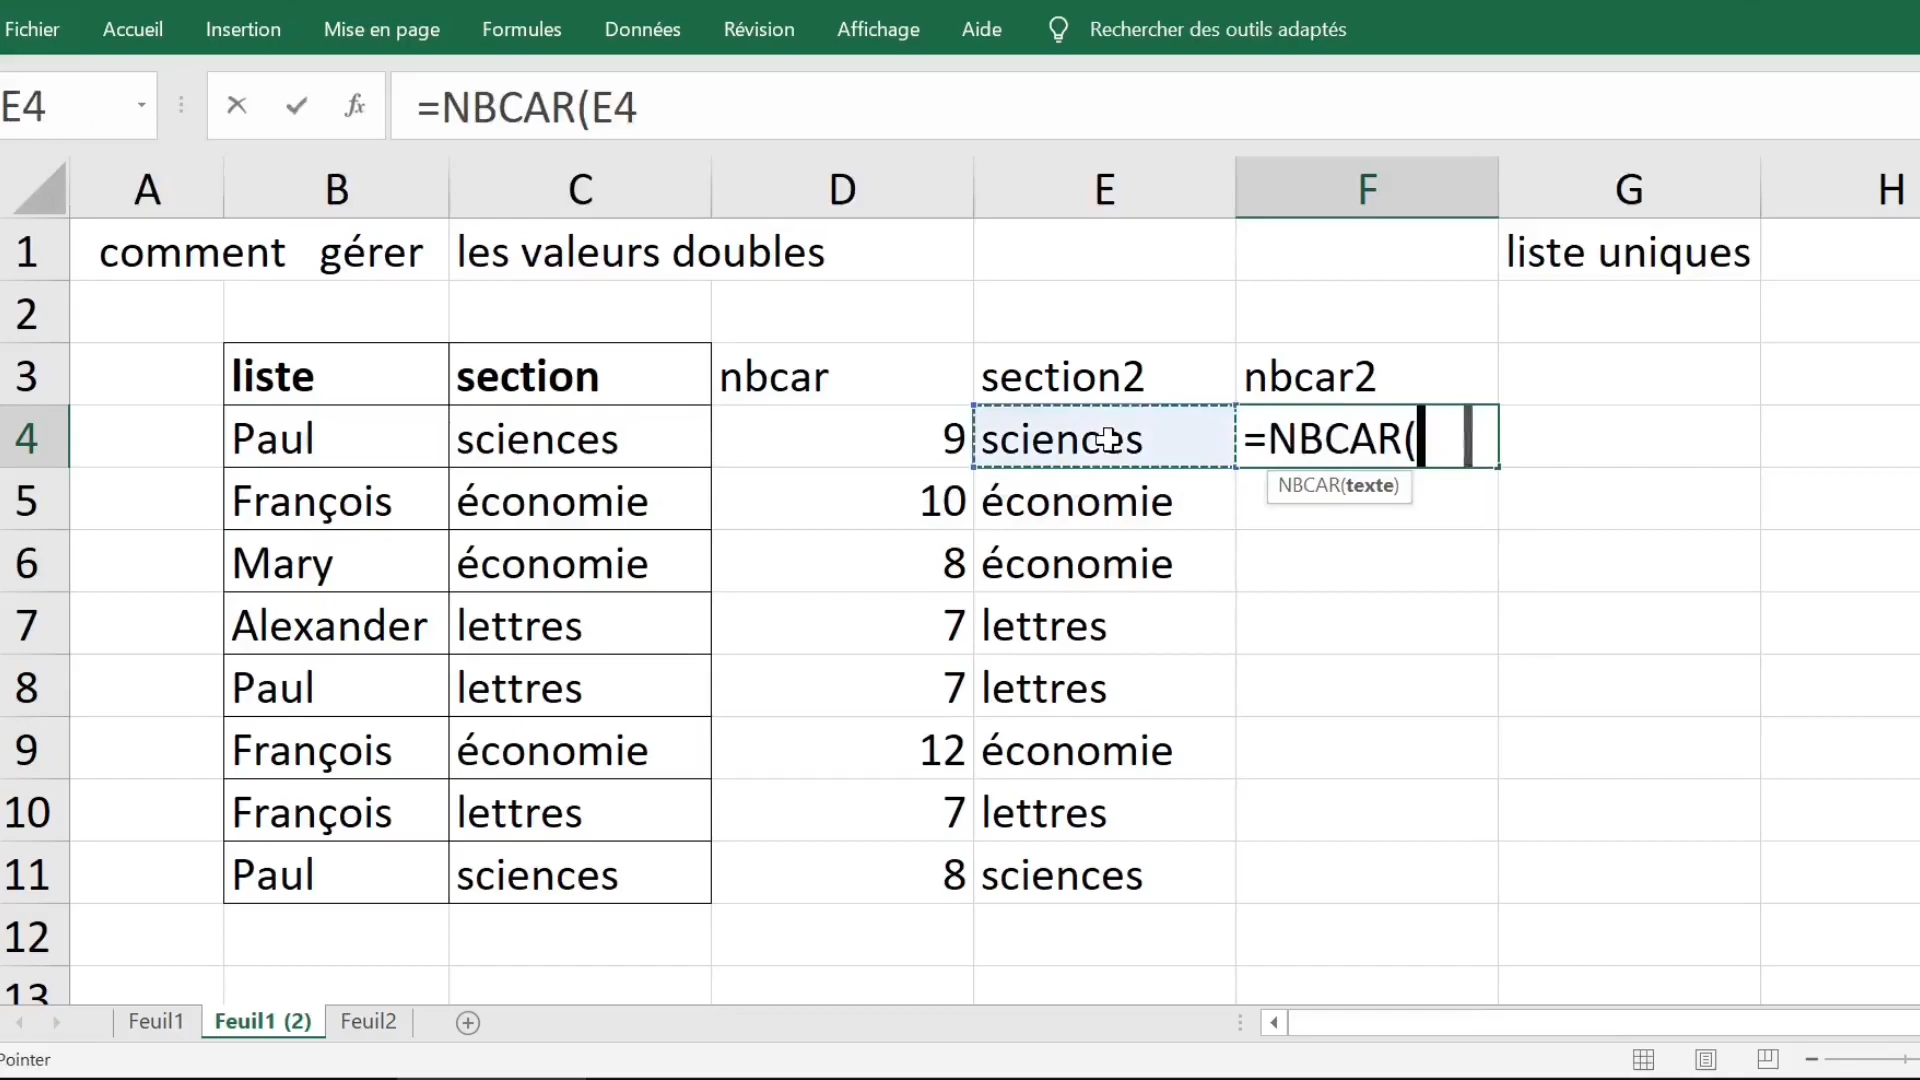 Fichier Accueil Insertion Mise en page Formules Données Révision Affichage Aide Rechercher des outils adaptés
E4 fx =NBCAR(E4
A B C D E F G H
1 comment gérer les valeurs doubles liste uniques
2
3 liste section nbcar section2 nbcar2
4 Paul sciences 9 sciences =NBCAR(
NBCAR(texte)
5 François économie 10 économie
6 Mary économie 8 économie
7 Alexander lettres 7 lettres
8 Paul lettres 7 lettres
9 François économie 12 économie
10 François lettres 7 lettres
11 Paul sciences 8 sciences
12
13
Feuil1 Feuil1 (2) Feuil2
Pointer